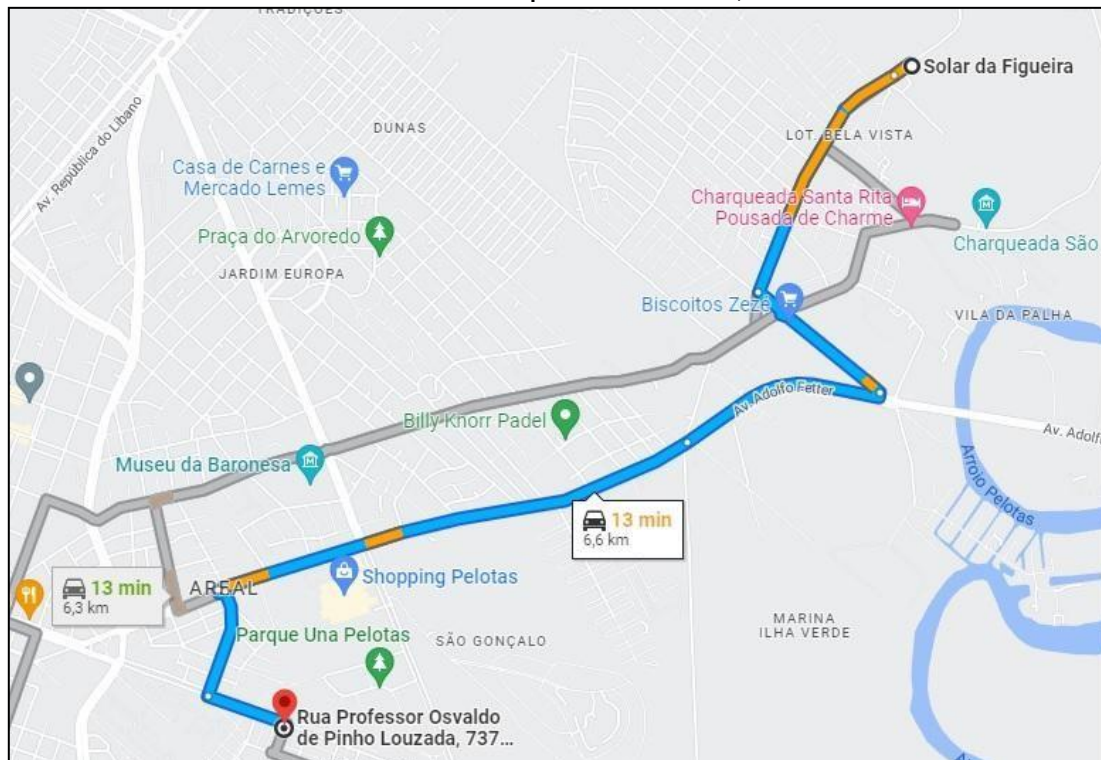 TRADIÇÕES
Solar da Figueira
Av. República do Líbano
DUNAS
LOT. BELA VISTA
Casa de Carnes e
Mercado Lemes
Charqueada Santa Rita
Pousada de Charme
Praça do Arvoredo
Charqueada São
JARDIM EUROPA
Biscoitos Zezé
VILA DA PALHA
Av. Adolfo Fetter
Billy Knorr Padel
Av. Adolf
Museu da Baronesa
Arroio Pelotas
13 min
6,6 km
AREAL
Shopping Pelotas
13 min
6,3 km
MARINA
ILHA VERDE
Parque Una Pelotas
SÃO GONÇALO
Rua Professor Osvaldo
de Pinho Louzada, 737...